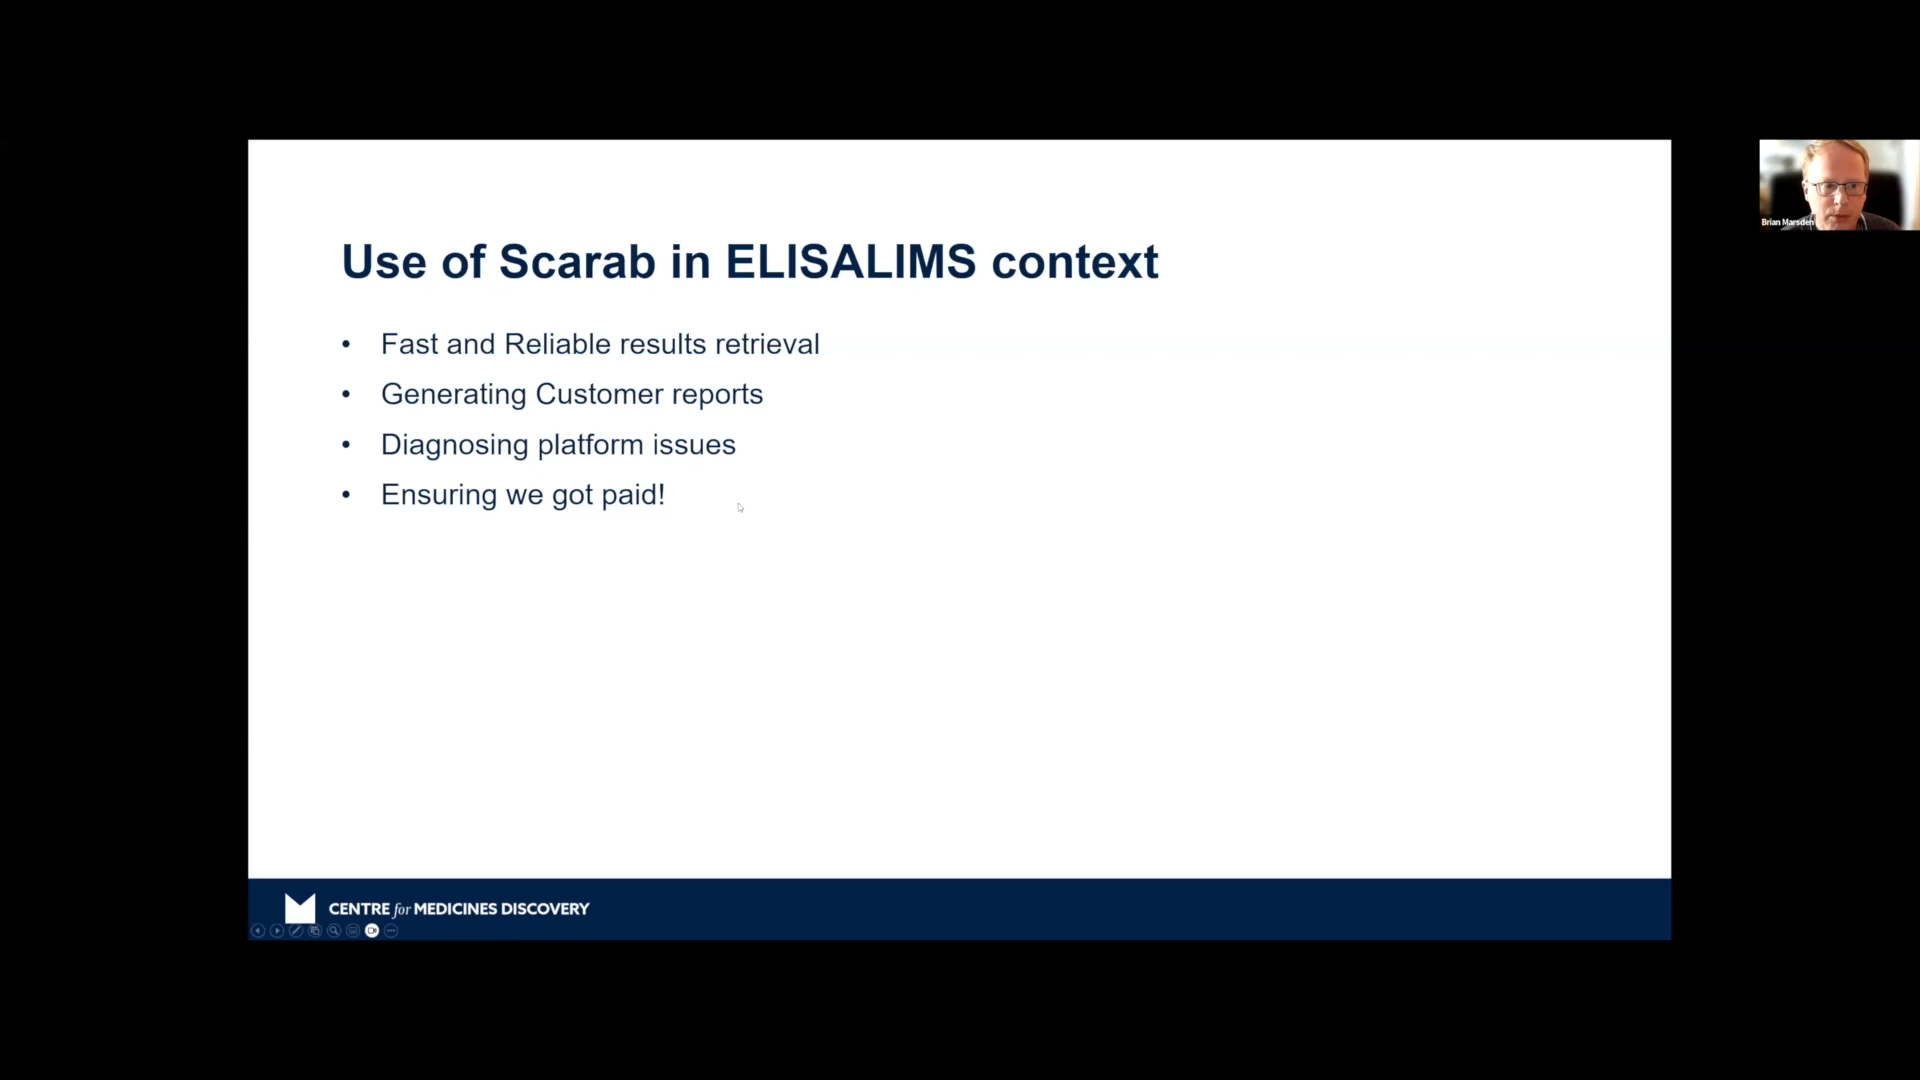 Use of Scarab in ELISALIMS context
• Fast and Reliable results retrieval
• Generating Customer reports
• Diagnosing platform issues
• Ensuring we got paid!
CENTRE for MEDICINES DISCOVERY
Brian Marsden